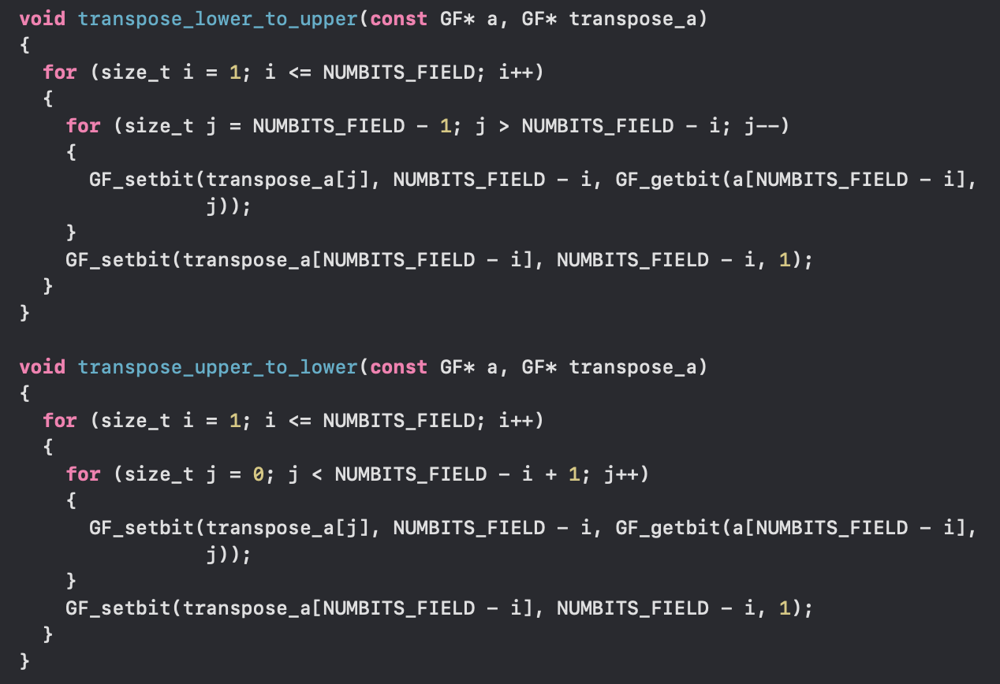 void transpose_lower_to_upper(const GF* a, GF* transpose_a)
{
  for (size_t i = 1; i <= NUMBITS_FIELD; i++)
  {
    for (size_t j = NUMBITS_FIELD - 1; j > NUMBITS_FIELD - i; j--)
    {
      GF_setbit(transpose_a[j], NUMBITS_FIELD - i, GF_getbit(a[NUMBITS_FIELD - i],
                j));
    }
    GF_setbit(transpose_a[NUMBITS_FIELD - i], NUMBITS_FIELD - i, 1);
  }
}

void transpose_upper_to_lower(const GF* a, GF* transpose_a)
{
  for (size_t i = 1; i <= NUMBITS_FIELD; i++)
  {
    for (size_t j = 0; j < NUMBITS_FIELD - i + 1; j++)
    {
      GF_setbit(transpose_a[j], NUMBITS_FIELD - i, GF_getbit(a[NUMBITS_FIELD - i],
                j));
    }
    GF_setbit(transpose_a[NUMBITS_FIELD - i], NUMBITS_FIELD - i, 1);
  }
}